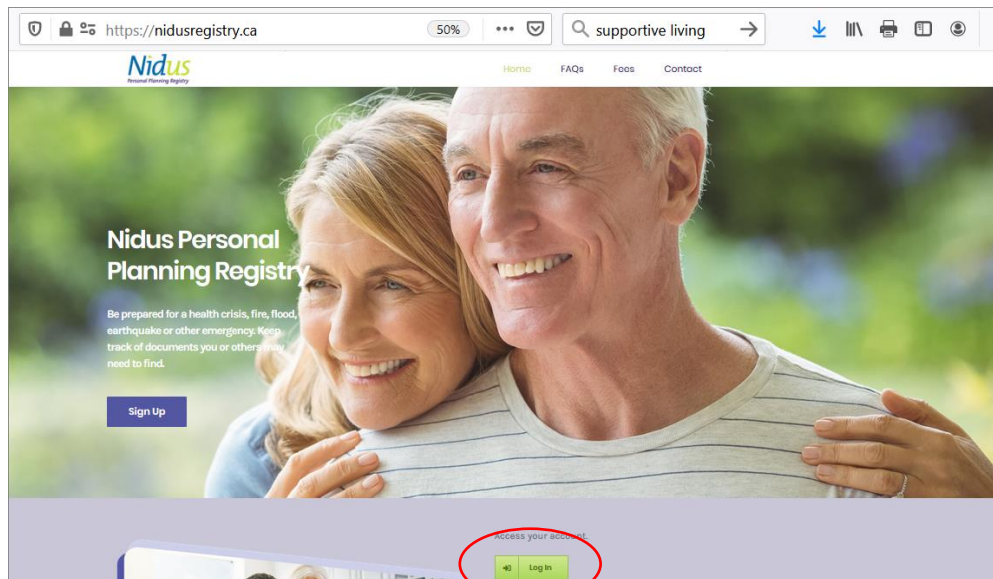 https://nidusregistry.ca
50%
supportive living
Nidus
Personal Planning Registry
Home FAQs Fees Contact
Nidus Personal
Planning Registry
Be prepared for a health crisis, fire, flood,
earthquake or other emergency. Keep
track of documents you or others may
need to find.
Sign Up
Access your account.
Log In